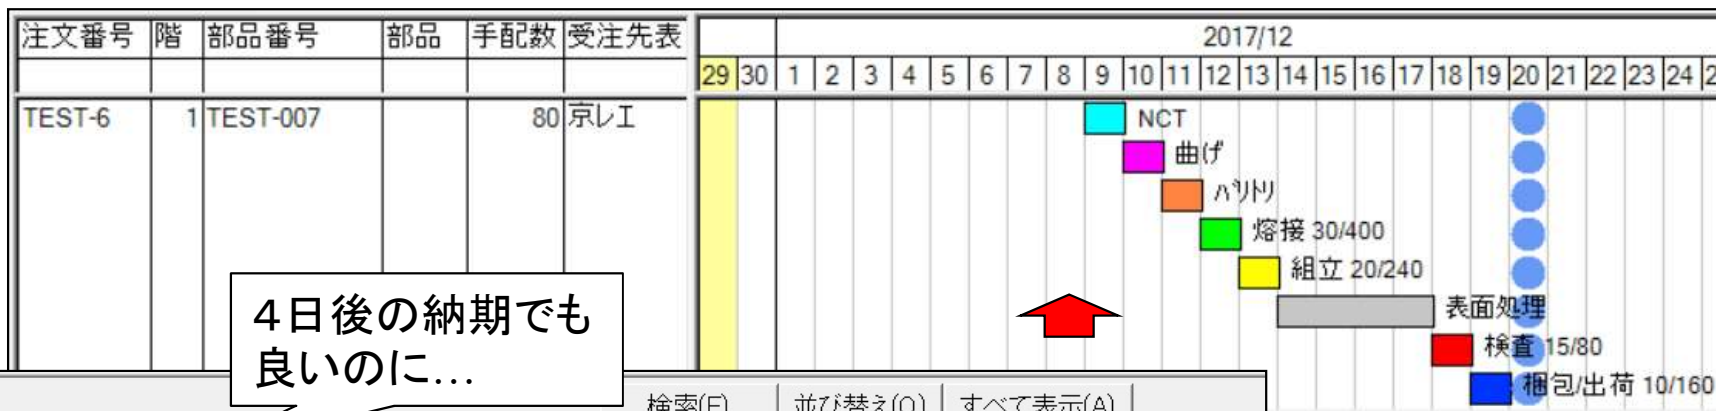 注文番号 階 部品番号 部品 手配数 受注先表 2017/12
29 30 1 2 3 4 5 6 7 8 9 10 11 12 13 14 15 16 17 18 19 20 21 22 23 24 2
TEST-6 1 TEST-007 80 京レエ NCT
曲げ
バリトリ
熔接 30/400
組立 20/240
表面処理
検査 15/80
梱包/出荷 10/160
4日後の納期でも
良いのに…
検索(F) 並び替え(O) すべて表示(A)